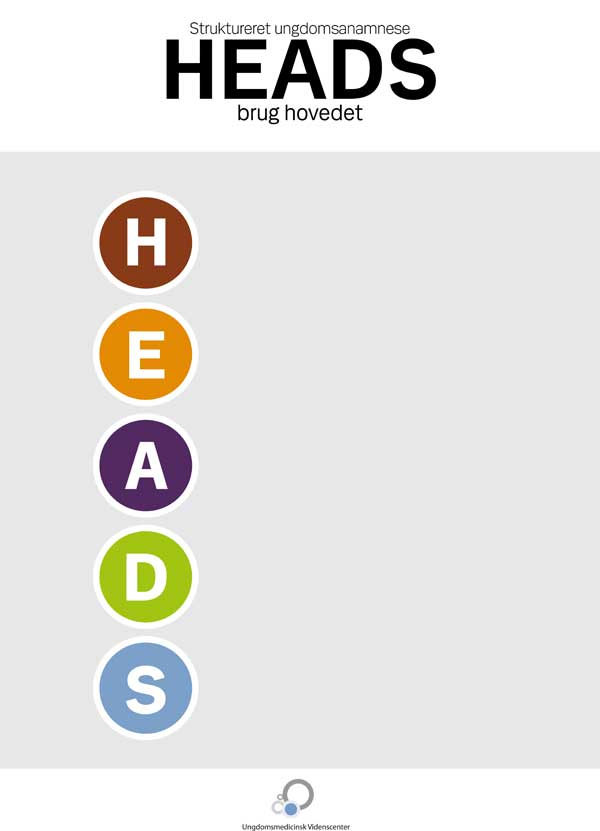 Struktureret ungdomsanamnese
HEADS
brug hovedet
H
E
A
D
S
Ungdomsmedicinsk Videnscenter